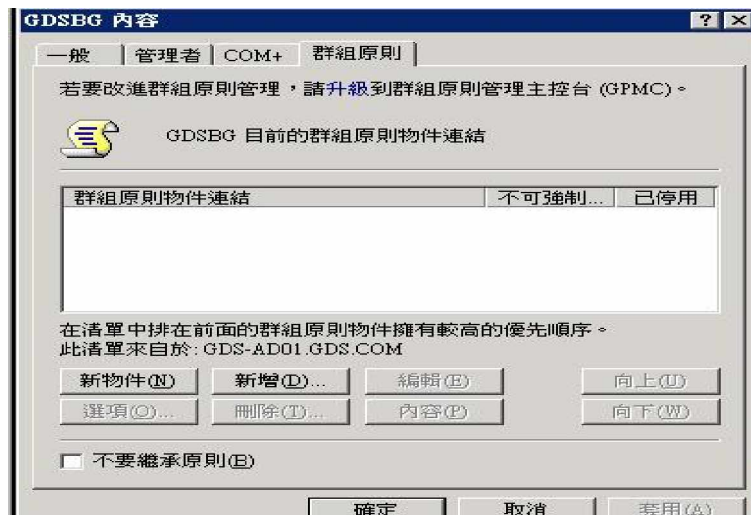 GDSBG 內容
一般 管理者 COM+ 群組原則
若要改進群組原則管理，請升級到群組原則管理主控台 (GPMC)。
GDSBG 目前的群組原則物件連結
群組原則物件連結 不可強制... 已停用
在清單中排在前面的群組原則物件擁有較高的優先順序。
此清單來自於: GDS-AD01.GDS.COM
新物件(N) 新增(D)... 編輯(E) 向上(U)
選項(O)... 刪除(T)... 內容(P) 向下(W)
不要繼承原則(B)
確定 取消 套用(A)